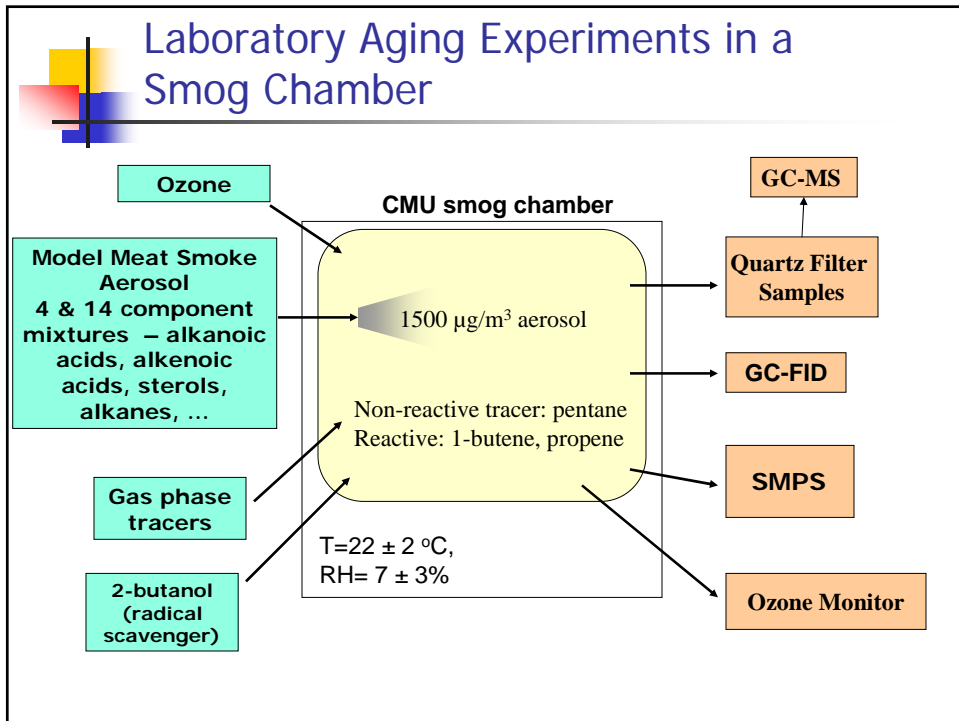 Laboratory Aging Experiments in a
Smog Chamber
Ozone
Model Meat Smoke
Aerosol
4 & 14 component
mixtures – alkanoic
acids, alkenoic
acids, sterols,
alkanes, ...
Gas phase
tracers
2-butanol
(radical
scavenger)
CMU smog chamber
1500 µg/m³ aerosol
Non-reactive tracer: pentane
Reactive: 1-butene, propene
T=22 ± 2 ºC,
RH= 7 ± 3%
GC-MS
Quartz Filter
Samples
GC-FID
SMPS
Ozone Monitor